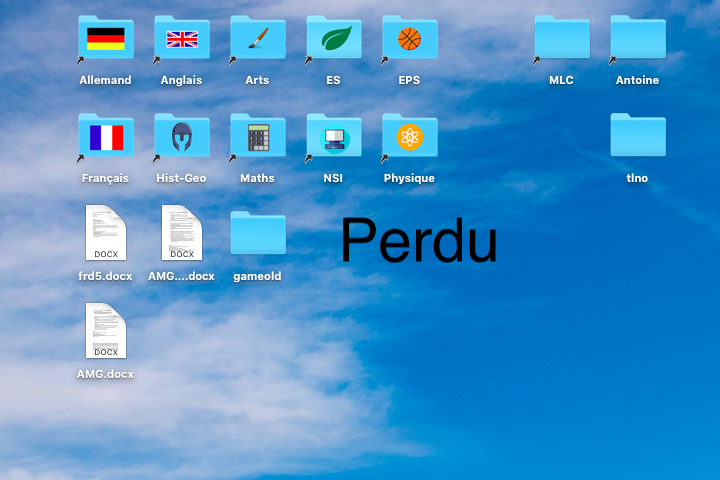 Allemand Anglais Arts ES EPS MLC Antoine
Français Hist-Geo Maths NSI Physique tIno
Perdu
DOCX DOCX
frd5.docx AMG....docx gameold
DOCX
AMG.docx